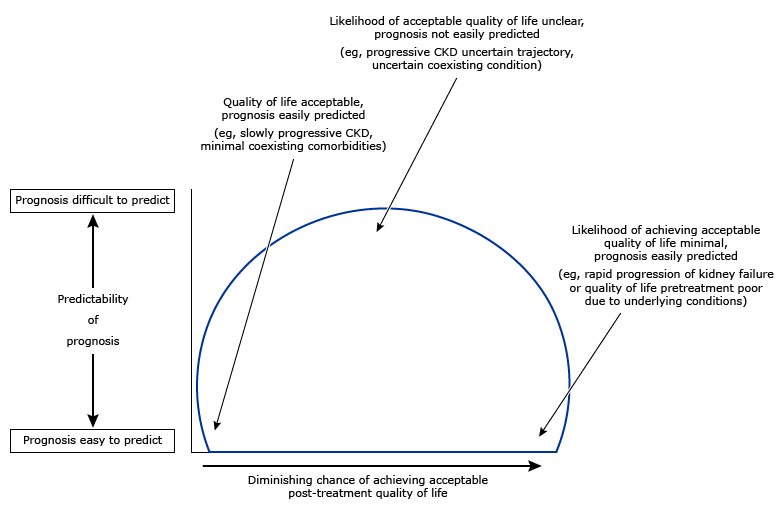 Likelihood of acceptable quality of life unclear,
prognosis not easily predicted
(eg, progressive CKD uncertain trajectory,
uncertain coexisting condition)
Quality of life acceptable,
prognosis easily predicted
(eg, slowly progressive CKD,
minimal coexisting comorbidities)
Prognosis difficult to predict
Likelihood of achieving acceptable
quality of life minimal,
prognosis easily predicted
(eg, rapid progression of kidney failure
or quality of life pretreatment poor
due to underlying conditions)
Predictability
of
prognosis
Prognosis easy to predict
Diminishing chance of achieving acceptable
post-treatment quality of life